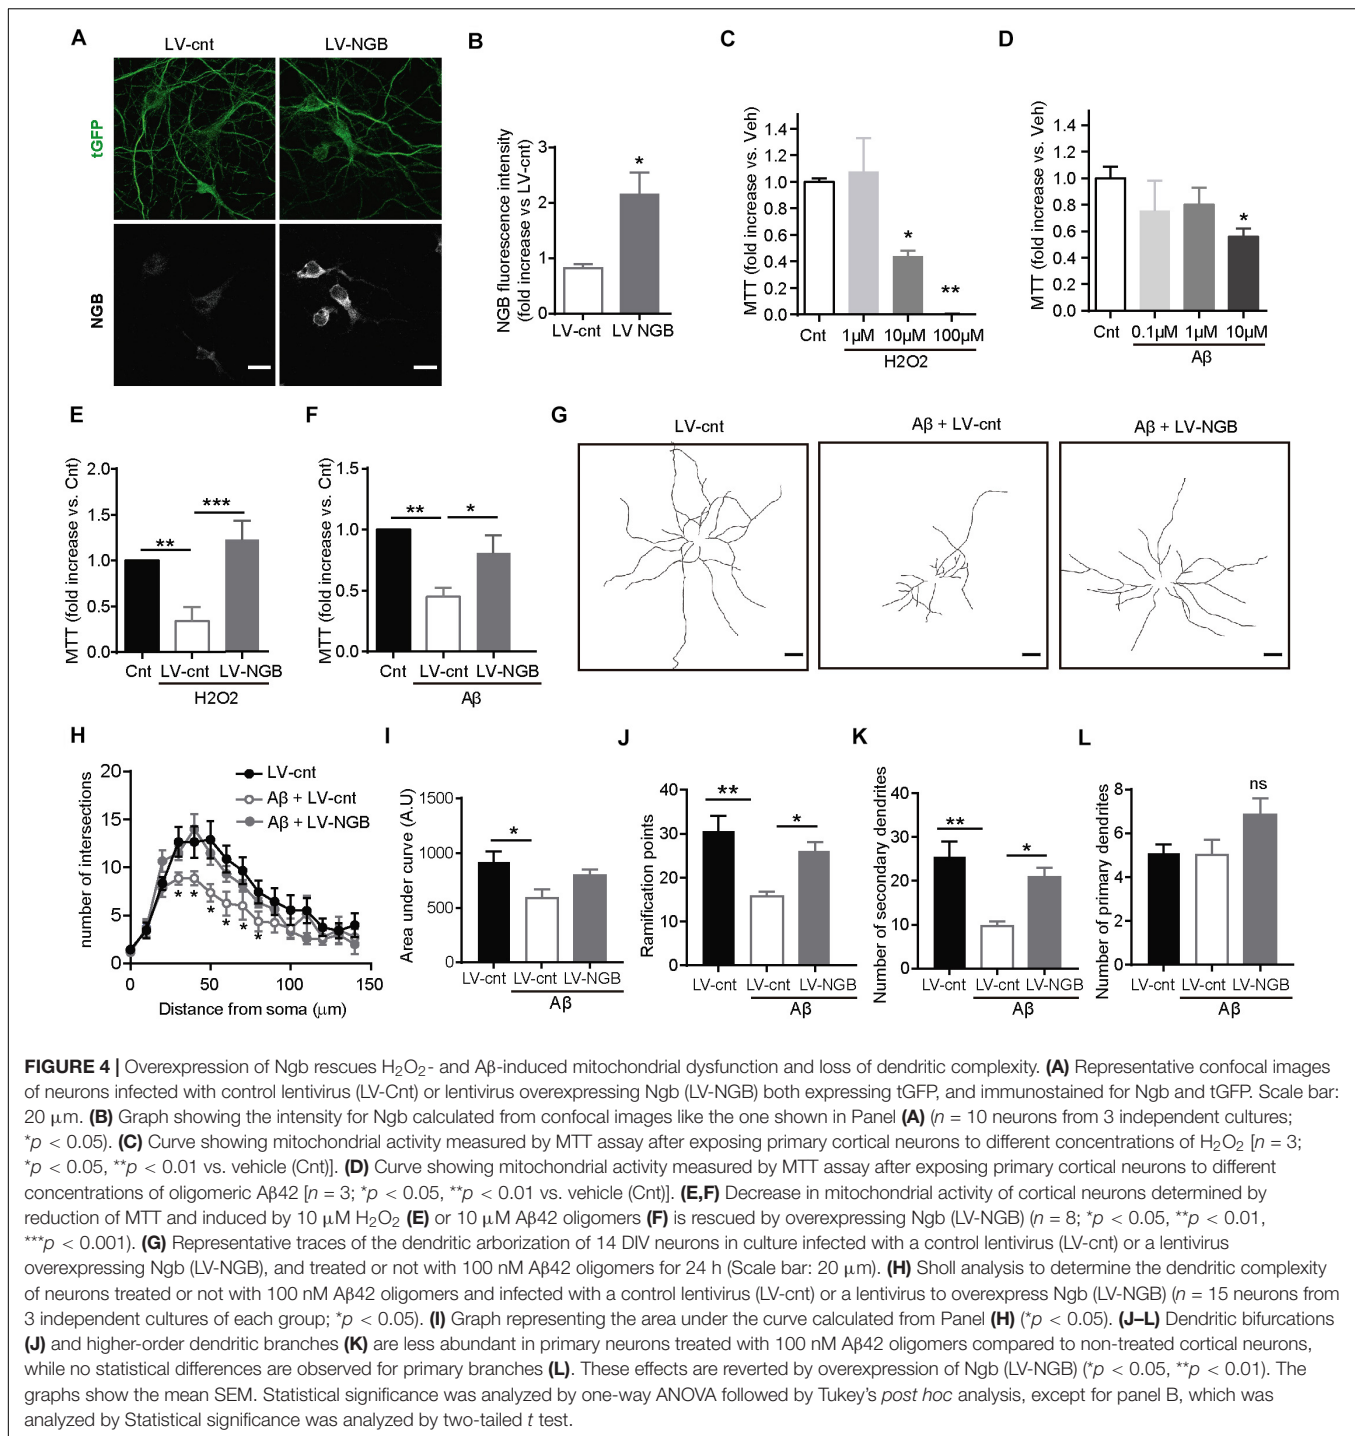 A
LV-cnt
LV-NGB
tGFP
NGB
B
NGB fluorescence intensity
(fold increase vs LV-cnt)
3
2
1
0
*
LV-cnt LV NGB
C
MTT (fold increase vs. Veh)
1.4
1.2
1.0
0.8
0.6
0.4
0.2
0.0
*
**
Cnt 1µM 10µM 100µM
H2O2
D
MTT (fold increase vs. Veh)
1.4
1.2
1.0
0.8
0.6
0.4
0.2
0.0
*
Cnt 0.1µM 1µM 10µM
Aβ
E
MTT (fold increase vs. Cnt)
2.0
1.5
1.0
0.5
0.0
**
***
Cnt LV-cnt LV-NGB
H2O2
F
MTT (fold increase vs. Cnt)
1.5
1.0
0.5
0.0
**
*
Cnt LV-cnt LV-NGB
Aβ
G
LV-cnt
Aβ + LV-cnt
Aβ + LV-NGB
H
number of intersections
20
15
10
5
0
LV-cnt
Aβ + LV-cnt
Aβ + LV-NGB
* * * * * *
0 50 100 150
Distance from soma (µm)
I
Area under curve (A.U)
1500
1000
500
0
*
LV-cnt LV-cnt LV-NGB
Aβ
J
Ramification points
40
30
20
10
0
**
*
LV-cnt LV-cnt LV-NGB
Aβ
K
Number of secondary dendrites
40
30
20
10
0
**
*
LV-cnt LV-cnt LV-NGB
Aβ
L
Number of primary dendrites
8
6
4
2
0
ns
LV-cnt LV-cnt LV-NGB
Aβ
FIGURE 4 | Overexpression of Ngb rescues H₂O₂- and Aβ-induced mitochondrial dysfunction and loss of dendritic complexity. (A) Representative confocal images
of neurons infected with control lentivirus (LV-Cnt) or lentivirus overexpressing Ngb (LV-NGB) both expressing tGFP, and immunostained for Ngb and tGFP. Scale bar:
20 µm. (B) Graph showing the intensity for Ngb calculated from confocal images like the one shown in Panel (A) (n = 10 neurons from 3 independent cultures;
*p < 0.05). (C) Curve showing mitochondrial activity measured by MTT assay after exposing primary cortical neurons to different concentrations of H₂O₂ [n = 3;
*p < 0.05, **p < 0.01 vs. vehicle (Cnt)]. (D) Curve showing mitochondrial activity measured by MTT assay after exposing primary cortical neurons to different
concentrations of oligomeric Aβ42 [n = 3; *p < 0.05, **p < 0.01 vs. vehicle (Cnt)]. (E,F) Decrease in mitochondrial activity of cortical neurons determined by
reduction of MTT and induced by 10 µM H₂O₂ (E) or 10 µM Aβ42 oligomers (F) is rescued by overexpressing Ngb (LV-NGB) (n = 8; *p < 0.05, **p < 0.01,
***p < 0.001). (G) Representative traces of the dendritic arborization of 14 DIV neurons in culture infected with a control lentivirus (LV-cnt) or a lentivirus
overexpressing Ngb (LV-NGB), and treated or not with 100 nM Aβ42 oligomers for 24 h (Scale bar: 20 µm). (H) Sholl analysis to determine the dendritic complexity
of neurons treated or not with 100 nM Aβ42 oligomers and infected with a control lentivirus (LV-cnt) or a lentivirus to overexpress Ngb (LV-NGB) (n = 15 neurons from
3 independent cultures of each group; *p < 0.05). (I) Graph representing the area under the curve calculated from Panel (H) (*p < 0.05). (J–L) Dendritic bifurcations
(J) and higher-order dendritic branches (K) are less abundant in primary neurons treated with 100 nM Aβ42 oligomers compared to non-treated cortical neurons,
while no statistical differences are observed for primary branches (L). These effects are reverted by overexpression of Ngb (LV-NGB) (*p < 0.05, **p < 0.01). The
graphs show the mean SEM. Statistical significance was analyzed by one-way ANOVA followed by Tukey's post hoc analysis, except for panel B, which was
analyzed by Statistical significance was analyzed by two-tailed t test.